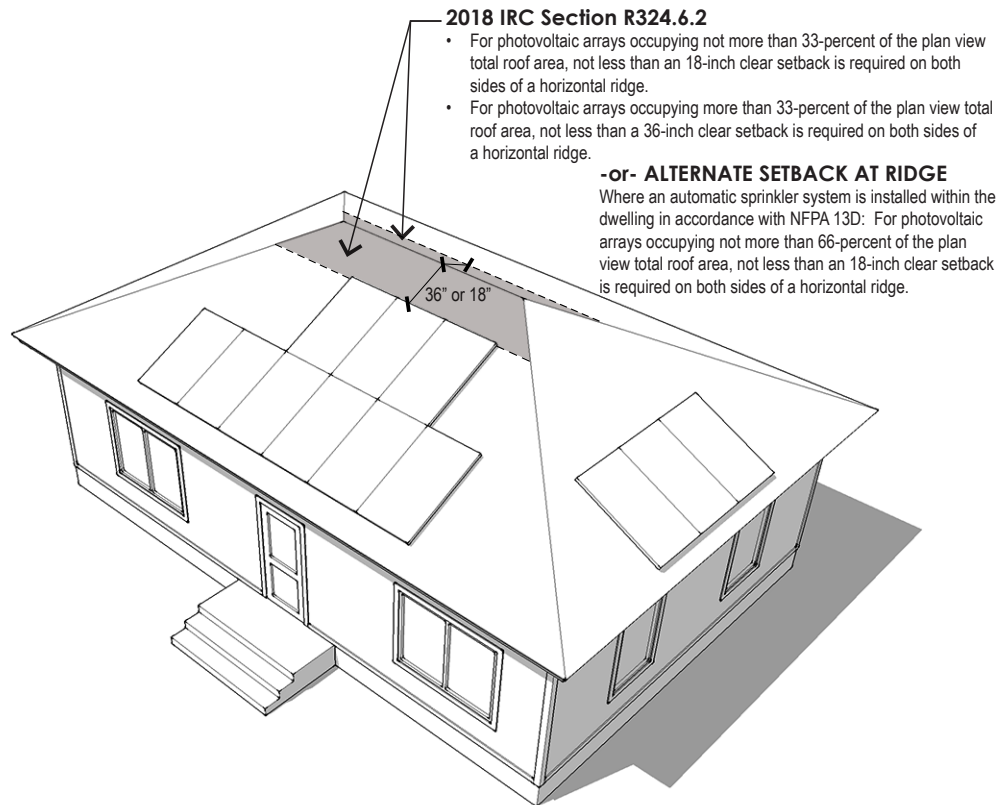 2018 IRC Section R324.6.2
• For photovoltaic arrays occupying not more than 33-percent of the plan view
total roof area, not less than an 18-inch clear setback is required on both
sides of a horizontal ridge.
• For photovoltaic arrays occupying more than 33-percent of the plan view total
roof area, not less than a 36-inch clear setback is required on both sides of
a horizontal ridge.
-or- ALTERNATE SETBACK AT RIDGE
Where an automatic sprinkler system is installed within the
dwelling in accordance with NFPA 13D: For photovoltaic
arrays occupying not more than 66-percent of the plan
view total roof area, not less than an 18-inch clear setback
is required on both sides of a horizontal ridge.
36” or 18”